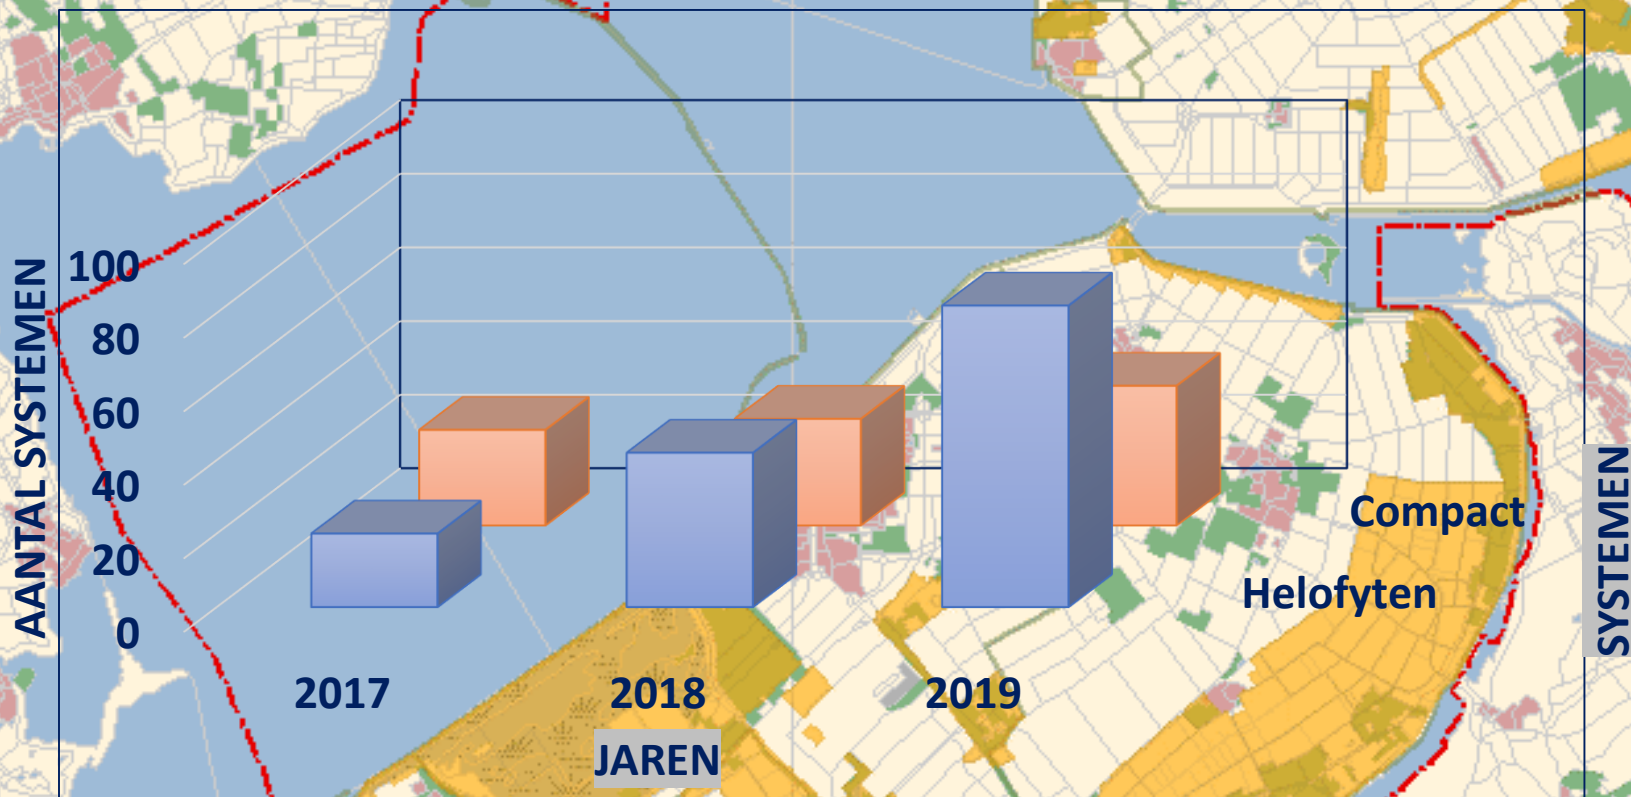 AANTAL SYSTEMEN
100
80
60
40
20
0
2017
2018
2019
JAREN
Compact
Helofyten
SYSTEMEN